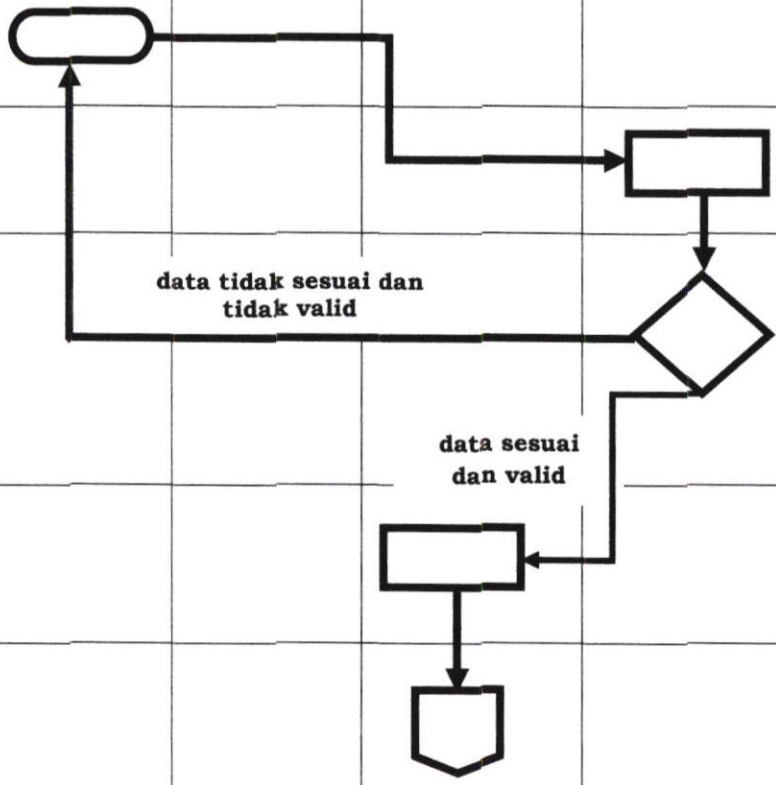 data tidak sesuai dan
tidak valid
data sesuai
dan valid